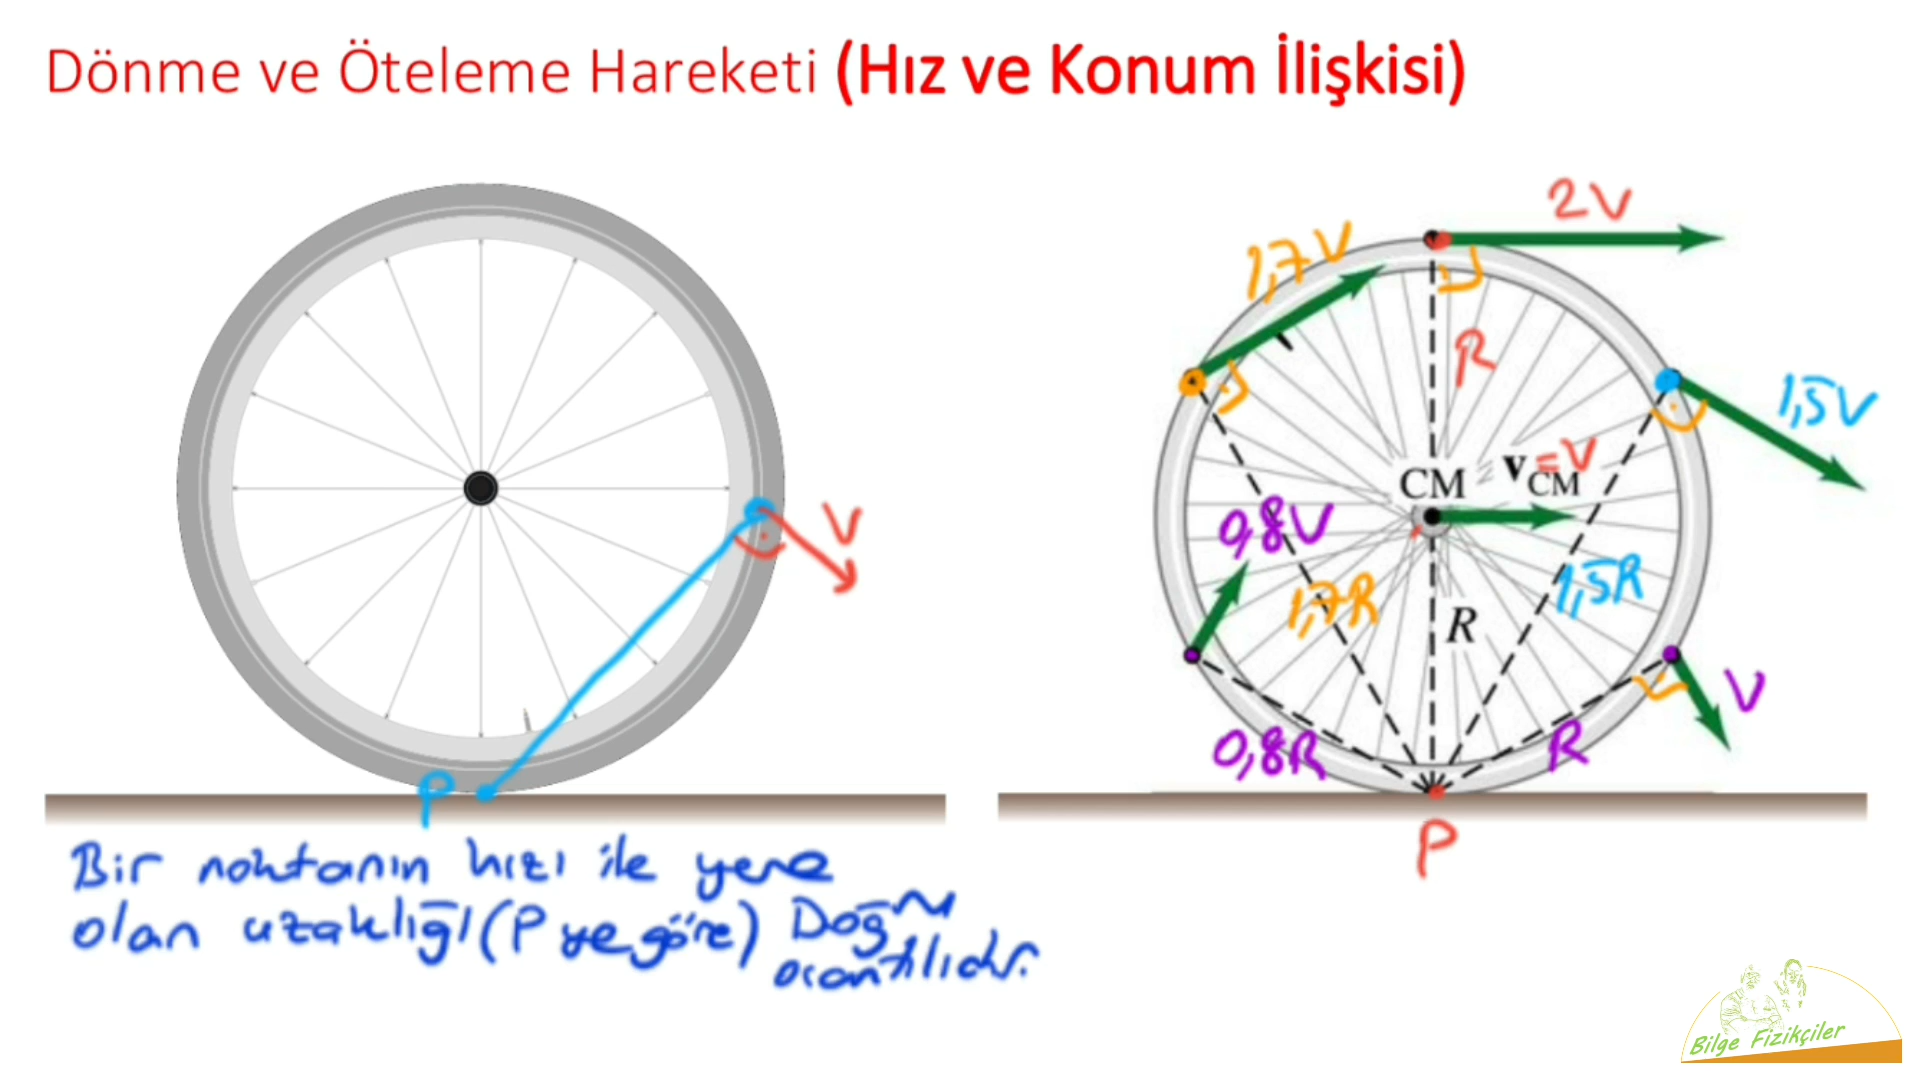 Dönme ve Öteleme Hareketi (Hız ve Konum İlişkisi)
2V
1,7V
R
1,5V
CM
vCM = V
V
0,8V
1,7R
1,5R
R
V
0,8R
R
P
P
Bir noktanın hızı ile yere
olan uzaklığı (P ye göre) Doğru
orantılıdır.
Bilge Fizikçiler